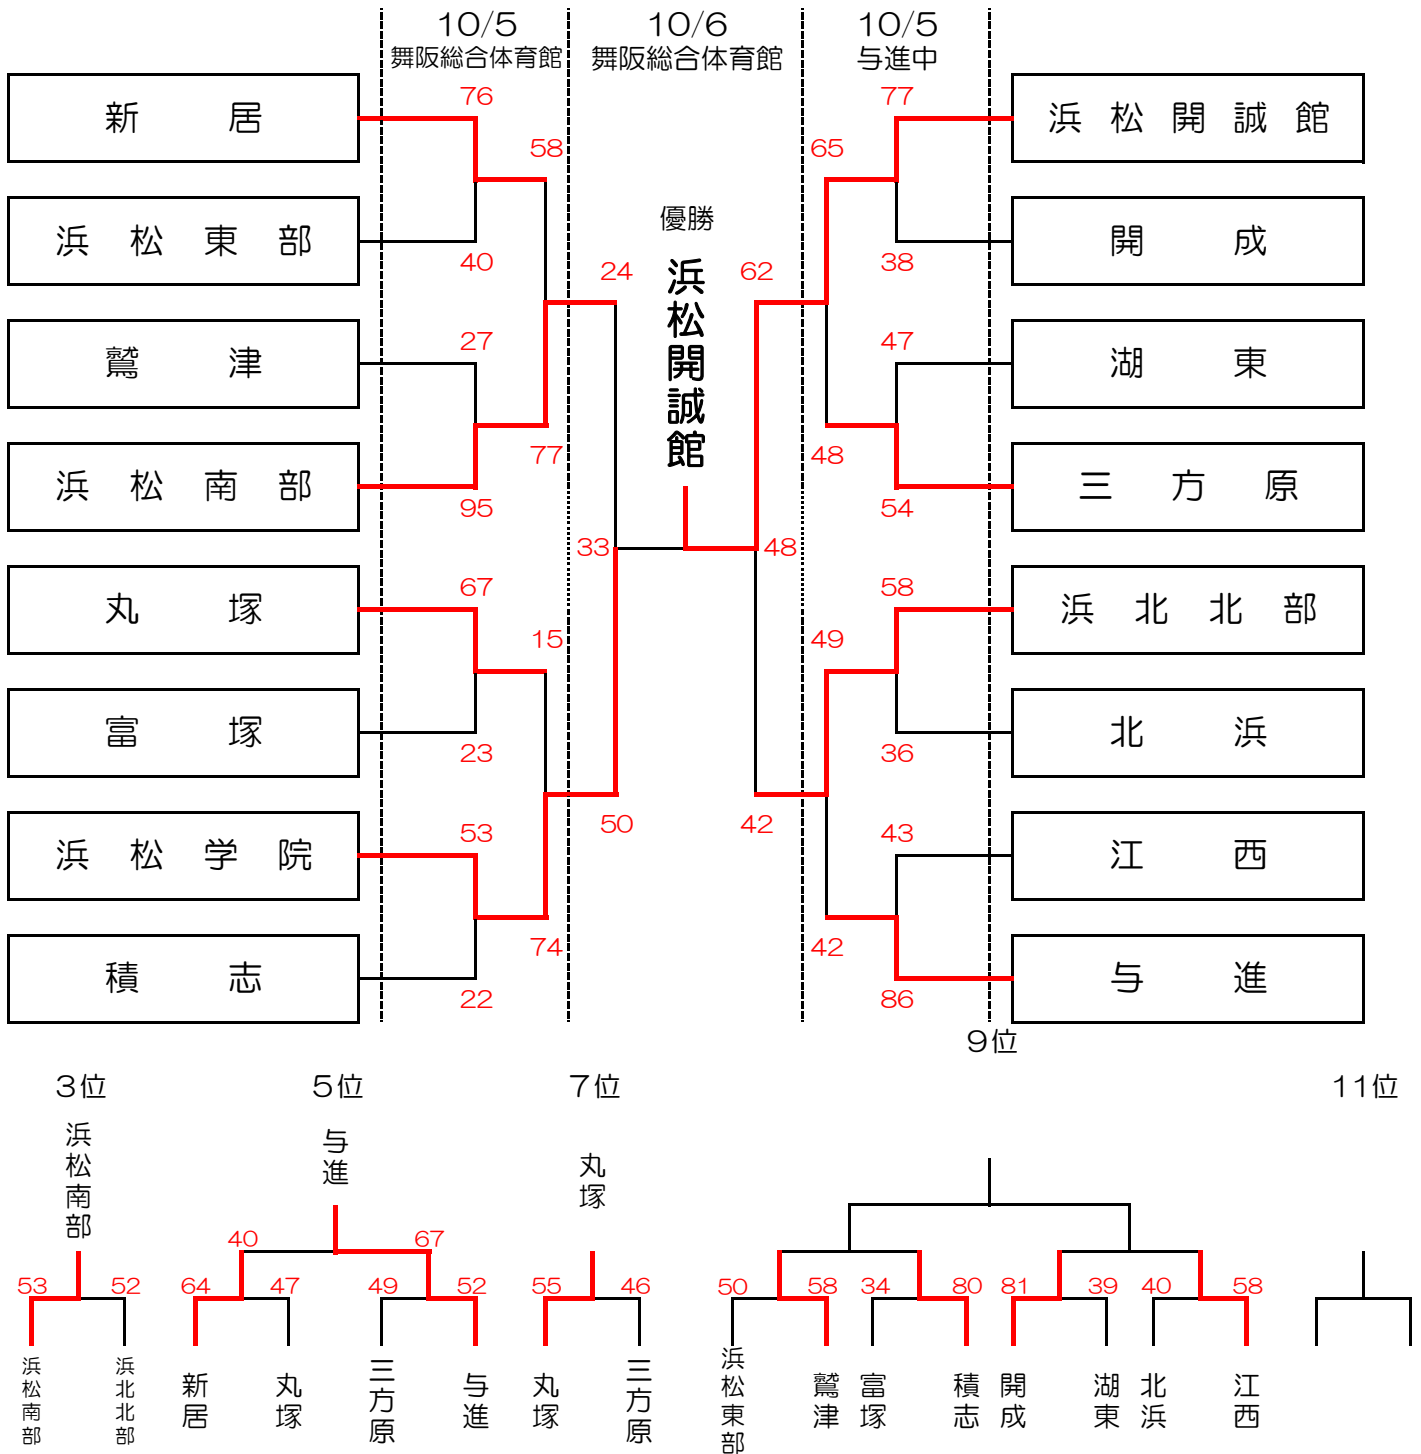 10/5
舞阪総合体育館
10/6
舞阪総合体育館
10/5
与進中
新居
76
77
浜松開誠館
58
65
浜松東部
40
38
開成
優勝
24
62
浜松開誠館
鷲津
27
47
湖東
浜松南部
77
48
三方原
95
54
33
48
丸塚
67
58
浜北北部
15
49
富塚
23
36
北浜
50
42
浜松学院
53
43
江西
積志
74
42
与進
22
86
3位
5位
7位
9位
11位
浜松南部
与進
丸塚
40
67
53
52
64
47
49
52
55
46
50
58
34
80
81
39
40
58
浜松南部
浜北北部
新居
丸塚
三方原
与進
丸塚
三方原
浜松東部
鷲津
富塚
積志
開成
湖東
北浜
江西